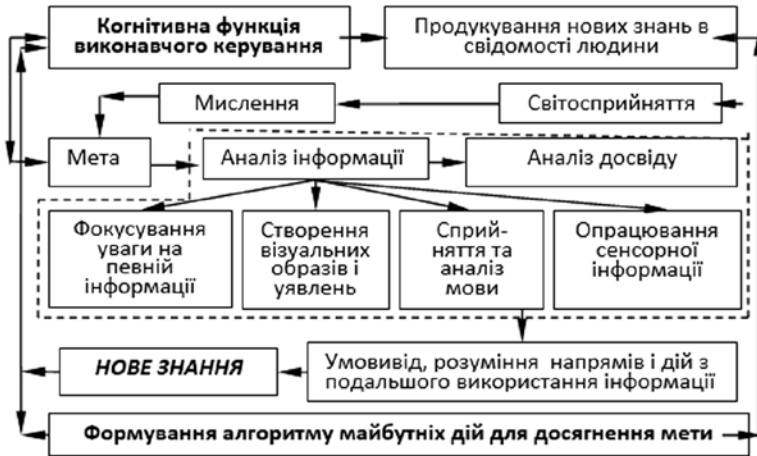 Когнітивна функція
виконавчого керування
Продукування нових знань в
свідомості людини
Мислення
Світосприйняття
Мета
Аналіз інформації
Аналіз досвіду
Фокусування
уваги на
певній
інформації
Створення
візуальних
образів і
уявлень
Сприй-
няття та
аналіз
мови
Опрацювання
сенсорної
інформації
НОВЕ ЗНАННЯ
Умовивід, розуміння напрямів і дій з
подальшого використання інформації
Формування алгоритму майбутніх дій для досягнення мети